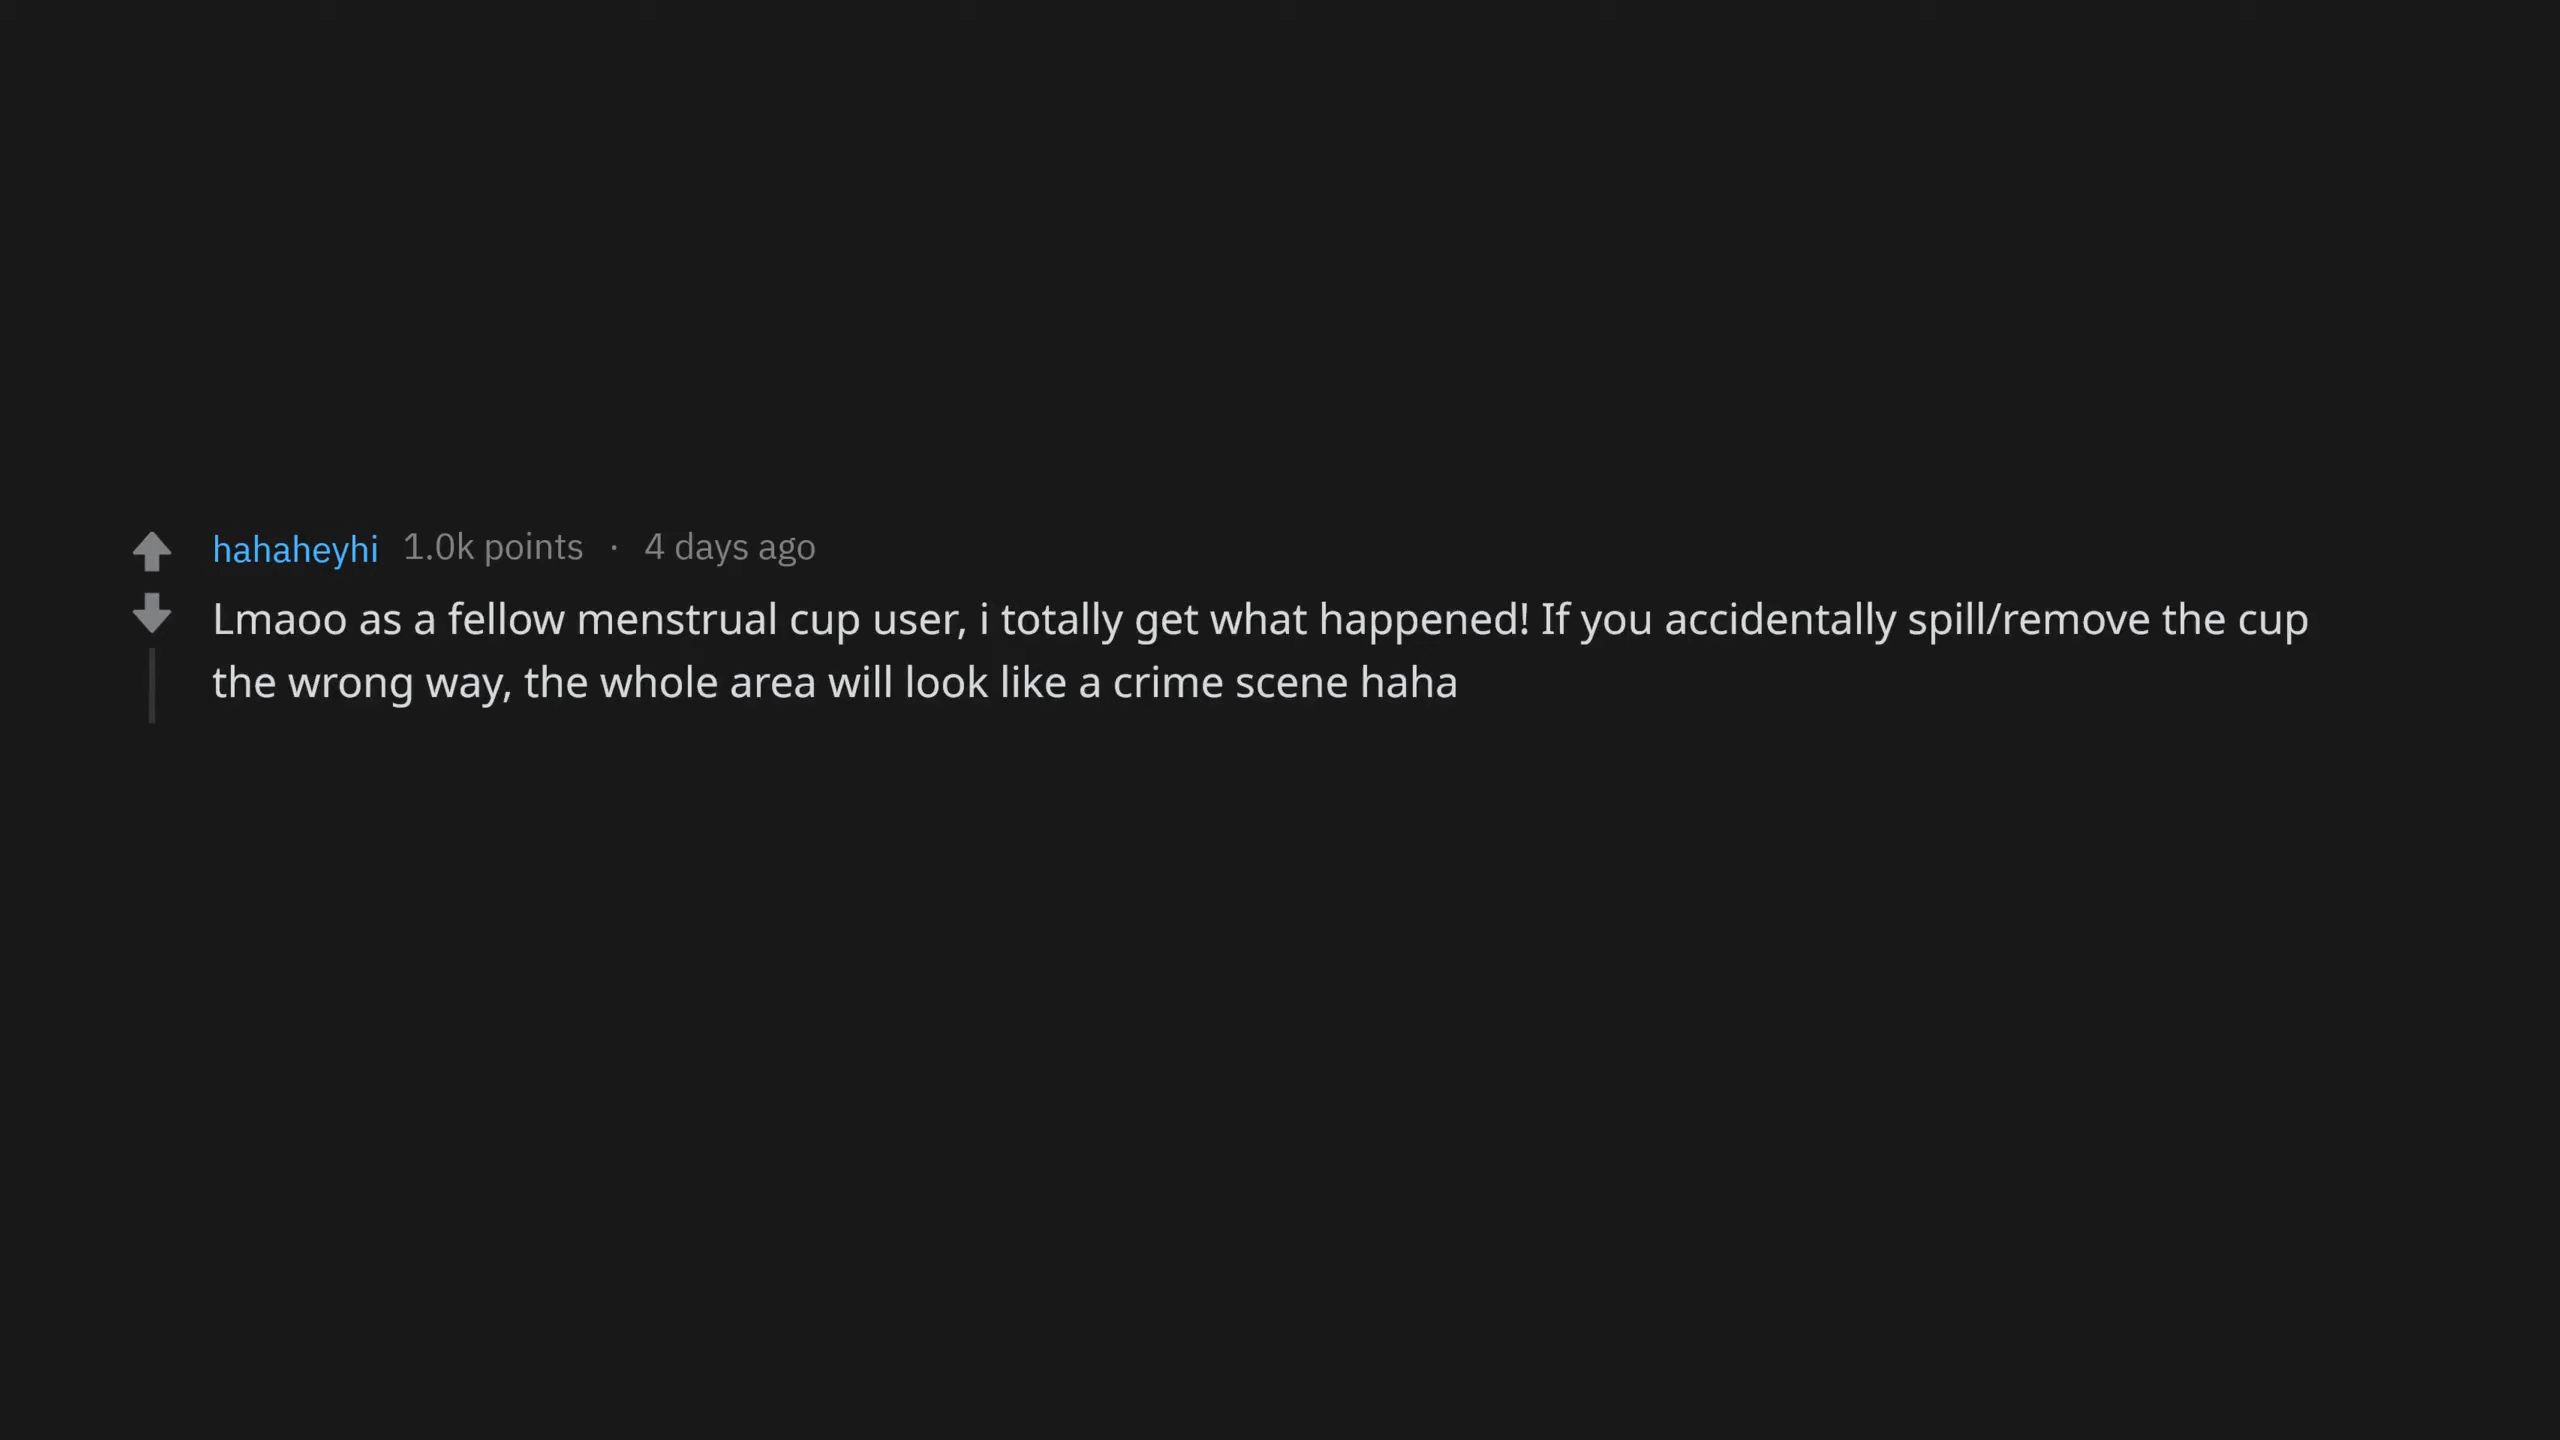 hahaheyhi 1.0k points · 4 days ago
Lmaoo as a fellow menstrual cup user, i totally get what happened! If you accidentally spill/remove the cup
the wrong way, the whole area will look like a crime scene haha